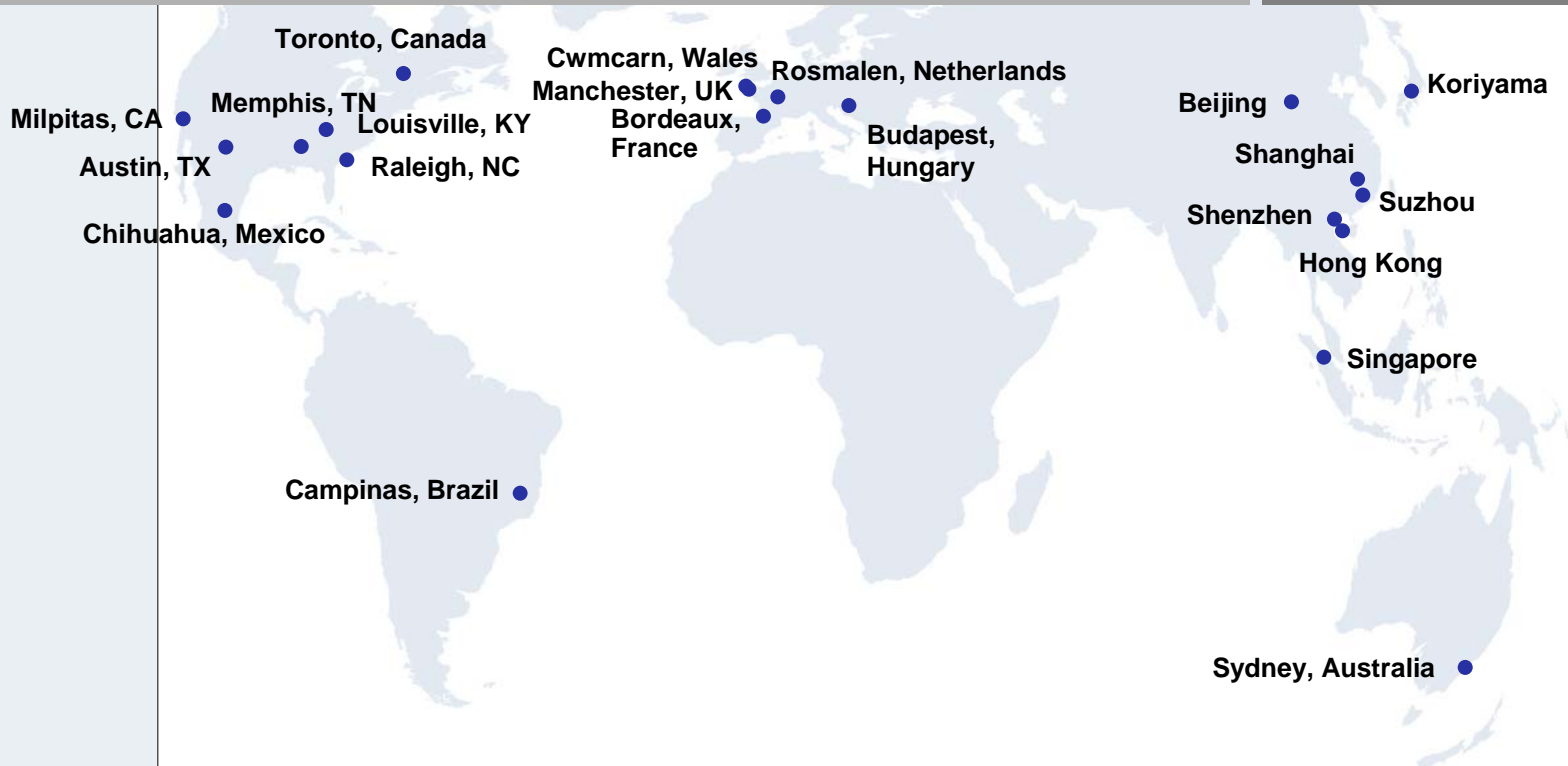 Toronto, Canada
Cwmcarn, Wales
Rosmalen, Netherlands
Manchester, UK
Koriyama
Beijing
Memphis, TN
Milpitas, CA
Louisville, KY
Bordeaux,
France
Budapest,
Hungary
Shanghai
Austin, TX
Raleigh, NC
Suzhou
Shenzhen
Chihuahua, Mexico
Hong Kong
Singapore
Campinas, Brazil
Sydney, Australia